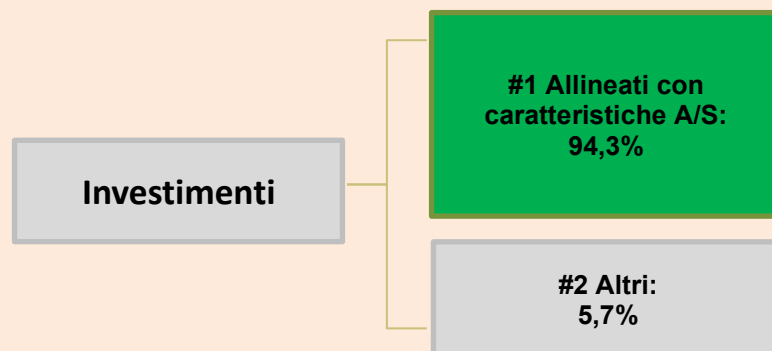 Investimenti
#1 Allineati con
caratteristiche A/S:
94,3%
#2 Altri:
5,7%